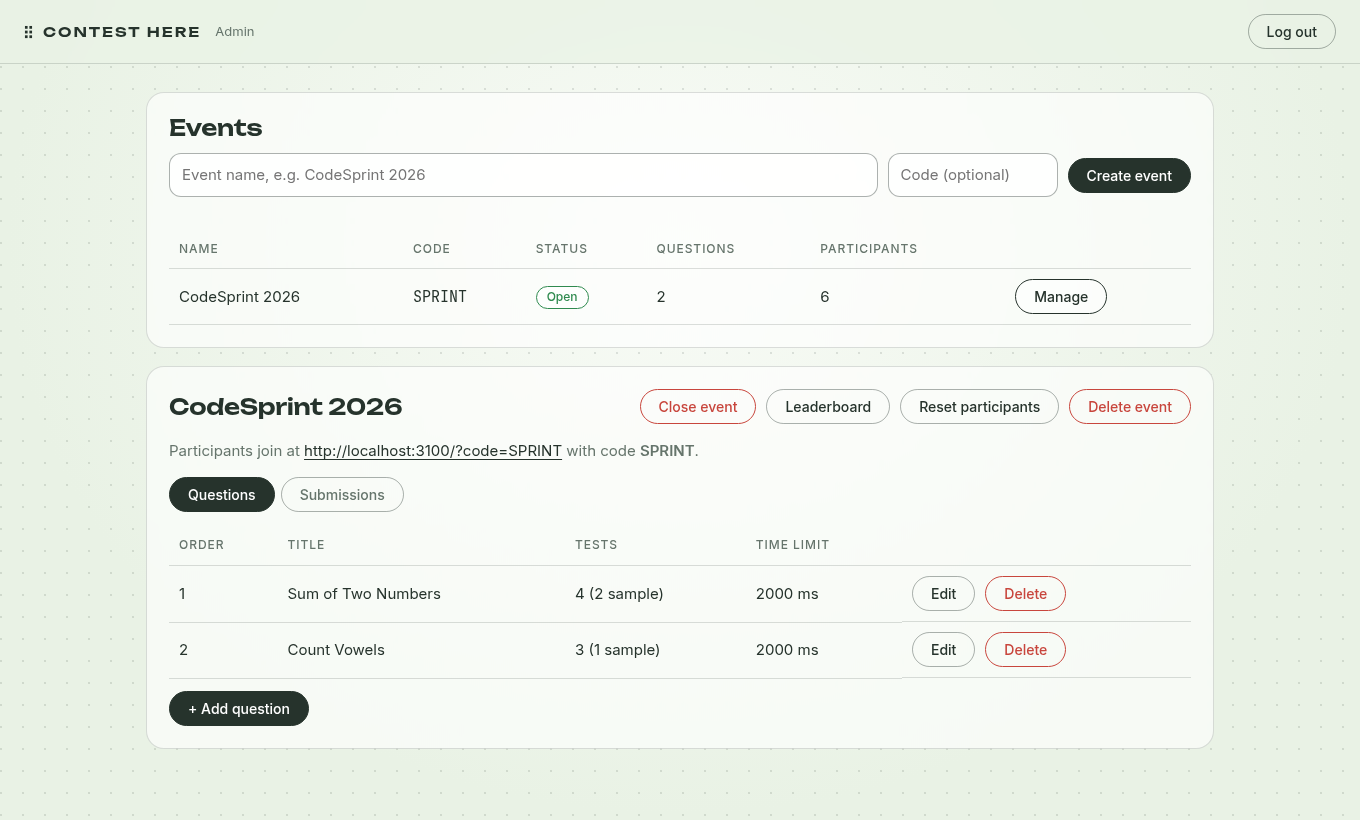 CONTEST HERE Admin Log out
Events
Event name, e.g. CodeSprint 2026 Code (optional) Create event
NAME CODE STATUS QUESTIONS PARTICIPANTS
CodeSprint 2026 SPRINT Open 2 6 Manage
CodeSprint 2026 Close event Leaderboard Reset participants Delete event
Participants join at http://localhost:3100/?code=SPRINT with code SPRINT.
Questions Submissions
ORDER TITLE TESTS TIME LIMIT
1 Sum of Two Numbers 4 (2 sample) 2000 ms Edit Delete
2 Count Vowels 3 (1 sample) 2000 ms Edit Delete
+ Add question